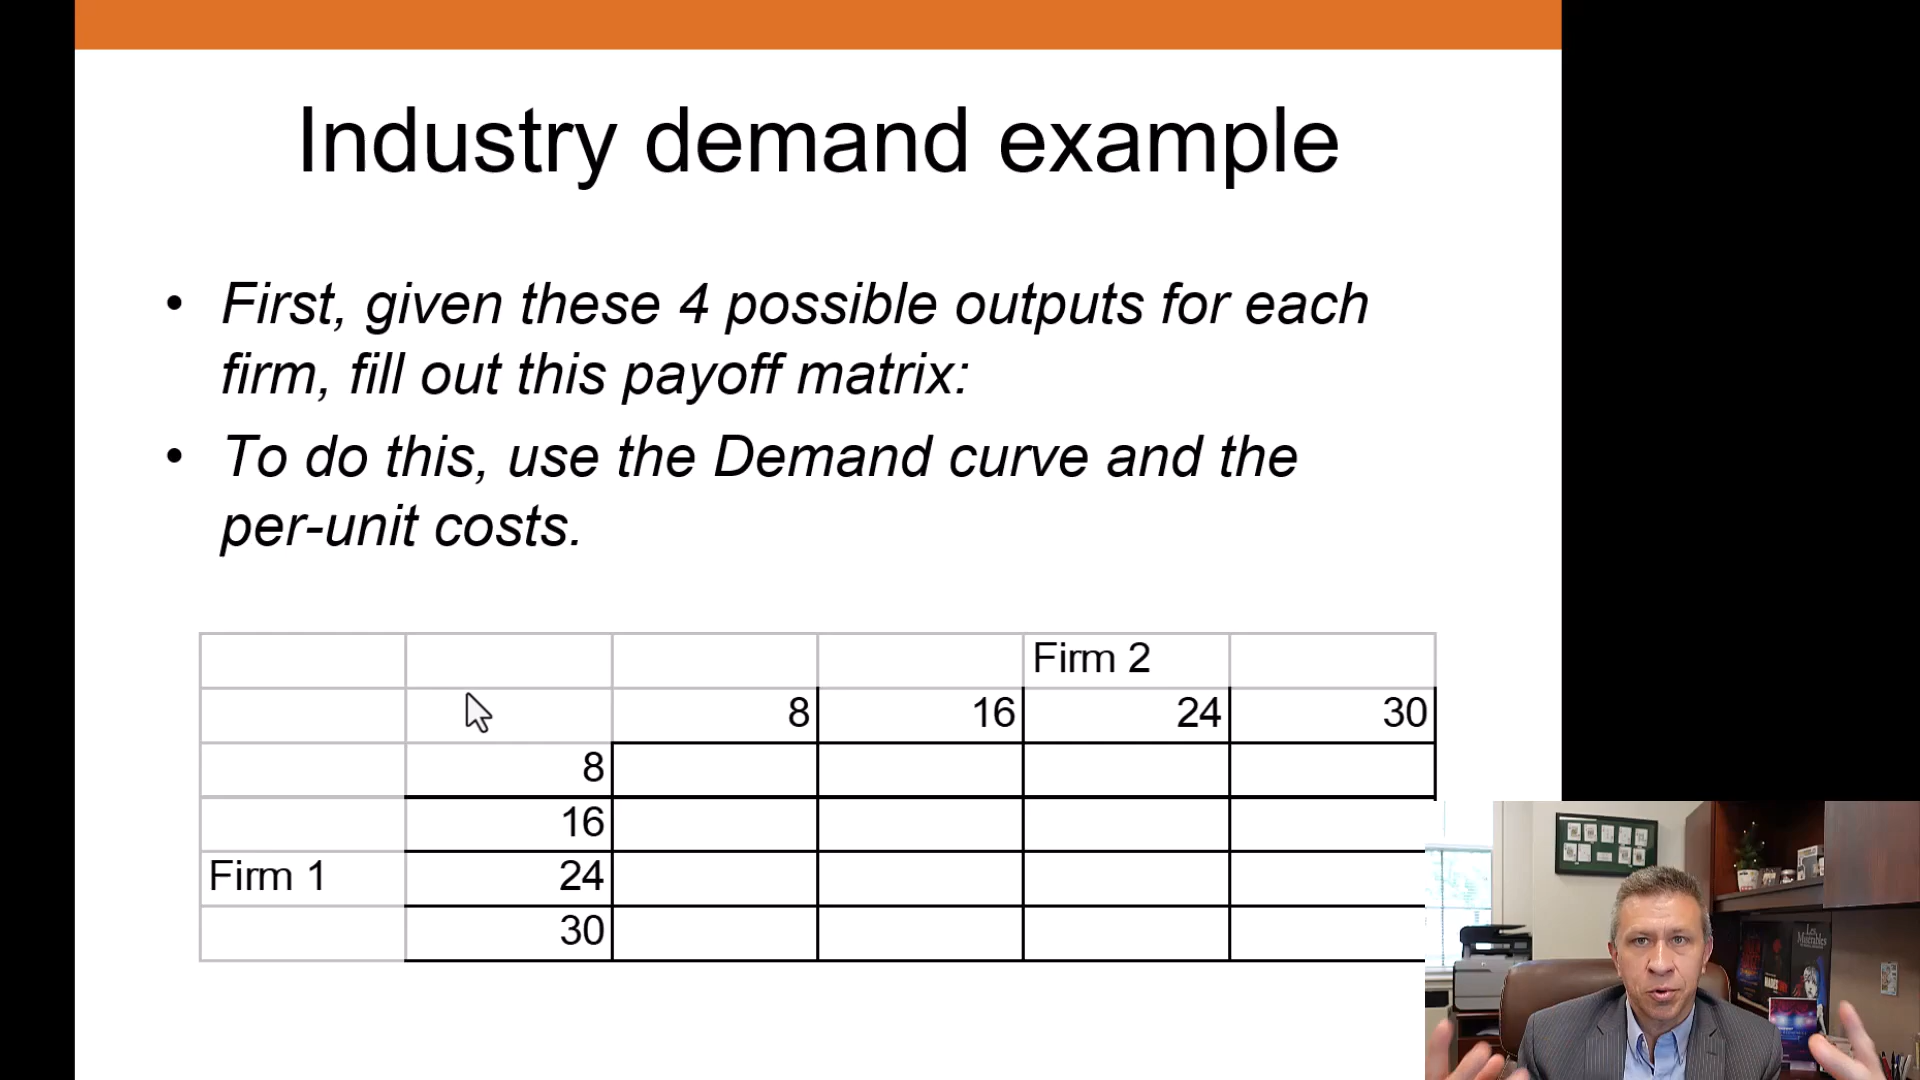 Industry demand example
• First, given these 4 possible outputs for each
firm, fill out this payoff matrix:
• To do this, use the Demand curve and the
per-unit costs.
Firm 2
8 16 24 30
8
16
Firm 1 24
30
Les
Misérables